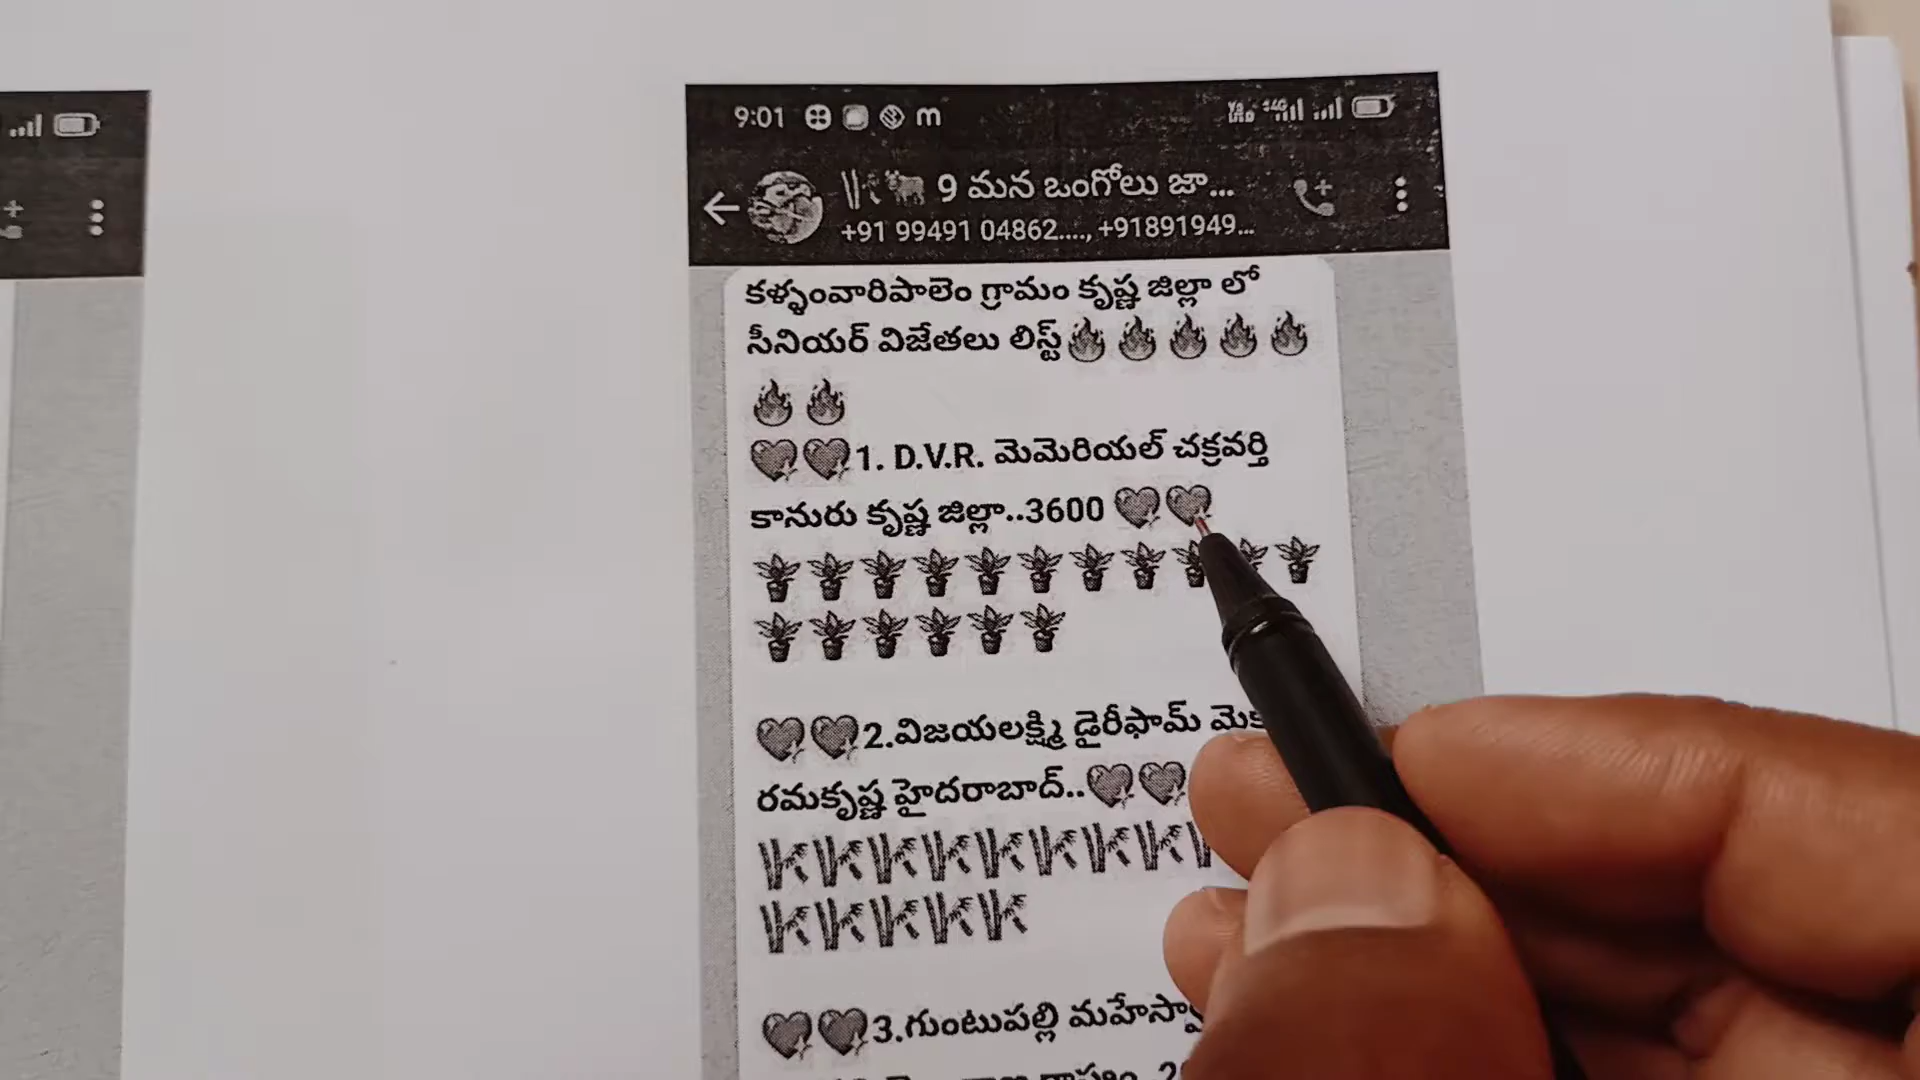 9:01
9 మన ఒంగోలు జా...
+91 99491 04862...., +91891949...
కళ్ళంవారిపాలెం గ్రామం కృష్ణ జిల్లా లో
సీనియర్ విజేతలు లిస్ట్🔥🔥🔥🔥🔥
🔥🔥
💖💖1. D.V.R. మెమెరియల్ చక్రవర్తి
కానురు కృష్ణ జిల్లా..3600 💖💖
2.విజయలక్ష్మి డైరీఫామ్
రమకృష్ణ హైదరాబాద్..💖💖
3.గుంటుపల్లి